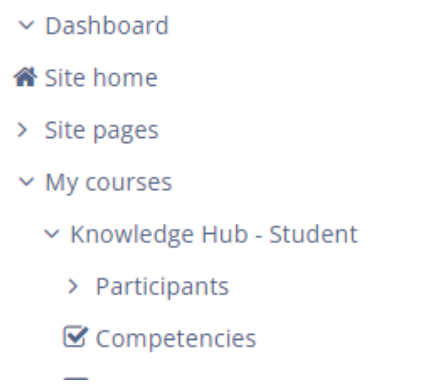 Dashboard
Site home
Site pages
My courses
Knowledge Hub - Student
Participants
Competencies